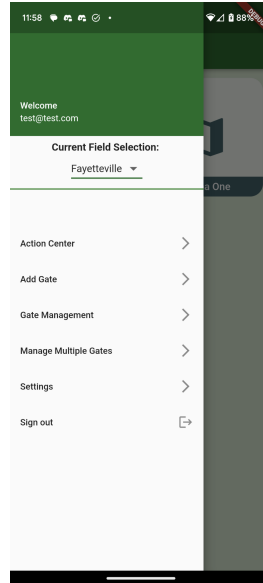 11:58
88%
DEBUG
Welcome
test@test.com
Current Field Selection:
Fayetteville
a One
Action Center
Add Gate
Gate Management
Manage Multiple Gates
Settings
Sign out